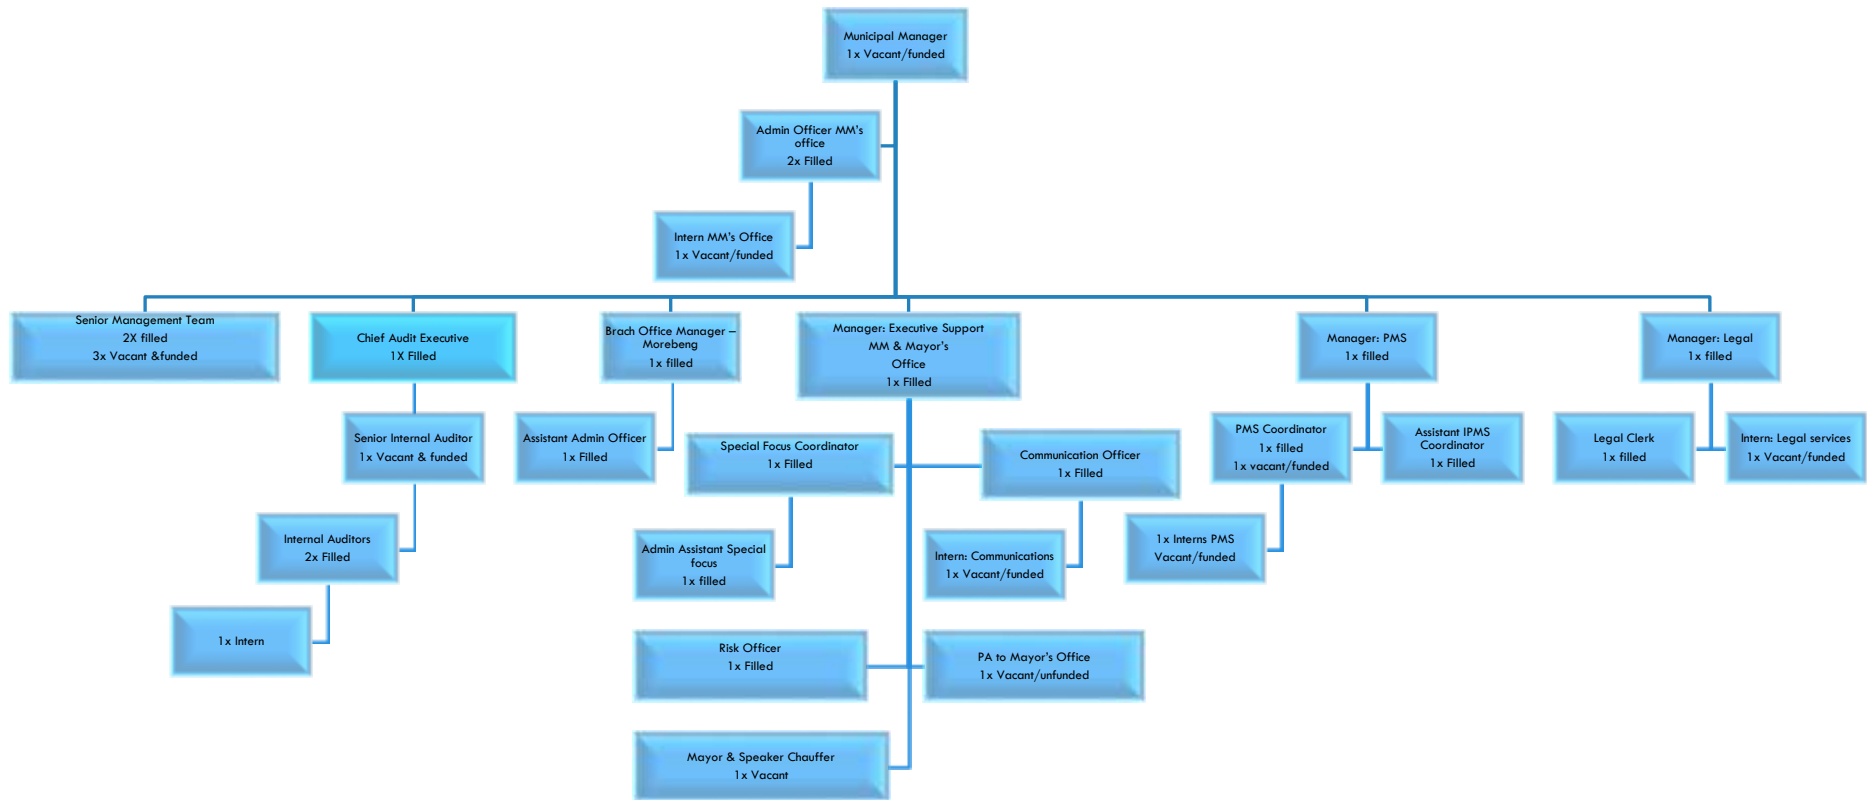 Municipal Manager
1x Vacant/funded
Admin Officer MM's
office
2x Filled
Intern MM's Office
1x Vacant/funded
Senior Management Team
2X filled
3x Vacant &funded
Chief Audit Executive
1X Filled
Brach Office Manager –
Morebeng
1x filled
Manager: Executive Support
MM & Mayor's
Office
1x Filled
Manager: PMS
1x filled
Manager: Legal
1x filled
Senior Internal Auditor
1x Vacant & funded
Assistant Admin Officer
1x Filled
Special Focus Coordinator
1x Filled
Communication Officer
1x Filled
PMS Coordinator
1x filled
1x vacant/funded
Assistant IPMS
Coordinator
1x Filled
Legal Clerk
1x filled
Intern: Legal services
1x Vacant/funded
Internal Auditors
2x Filled
Admin Assistant Special
focus
1x filled
Intern: Communications
1x Vacant/funded
1x Interns PMS
Vacant/funded
1x Intern
Risk Officer
1x Filled
PA to Mayor's Office
1x Vacant/unfunded
Mayor & Speaker Chauffer
1x Vacant